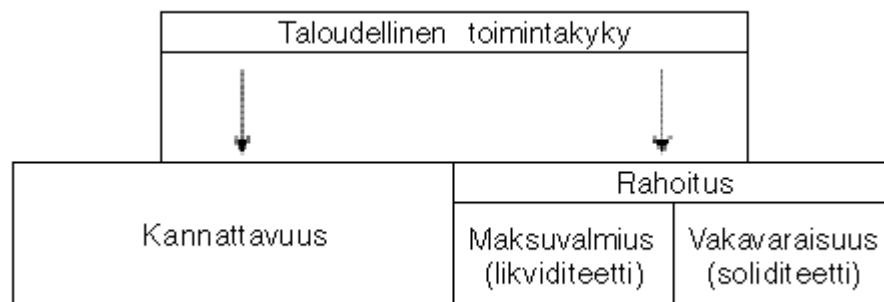 Taloudellinen toimintakyky
Rahoitus
Kannattavuus
Maksuvalmius
(likviditeetti)
Vakavaraisuus
(soliditeetti)